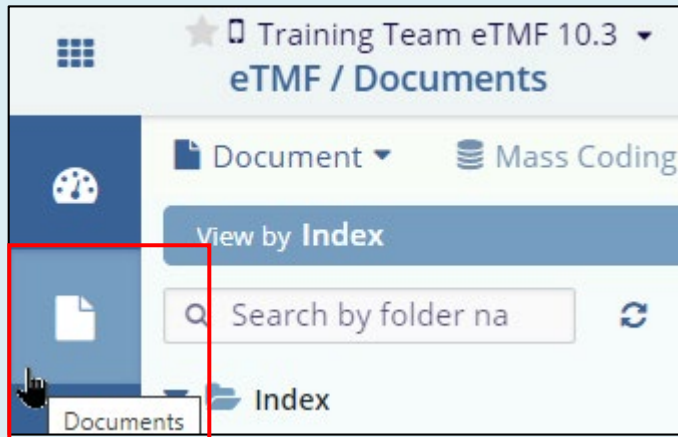 Training Team eTMF 10.3
eTMF / Documents
Document
Mass Coding
View by Index
Search by folder na
Index
Documents